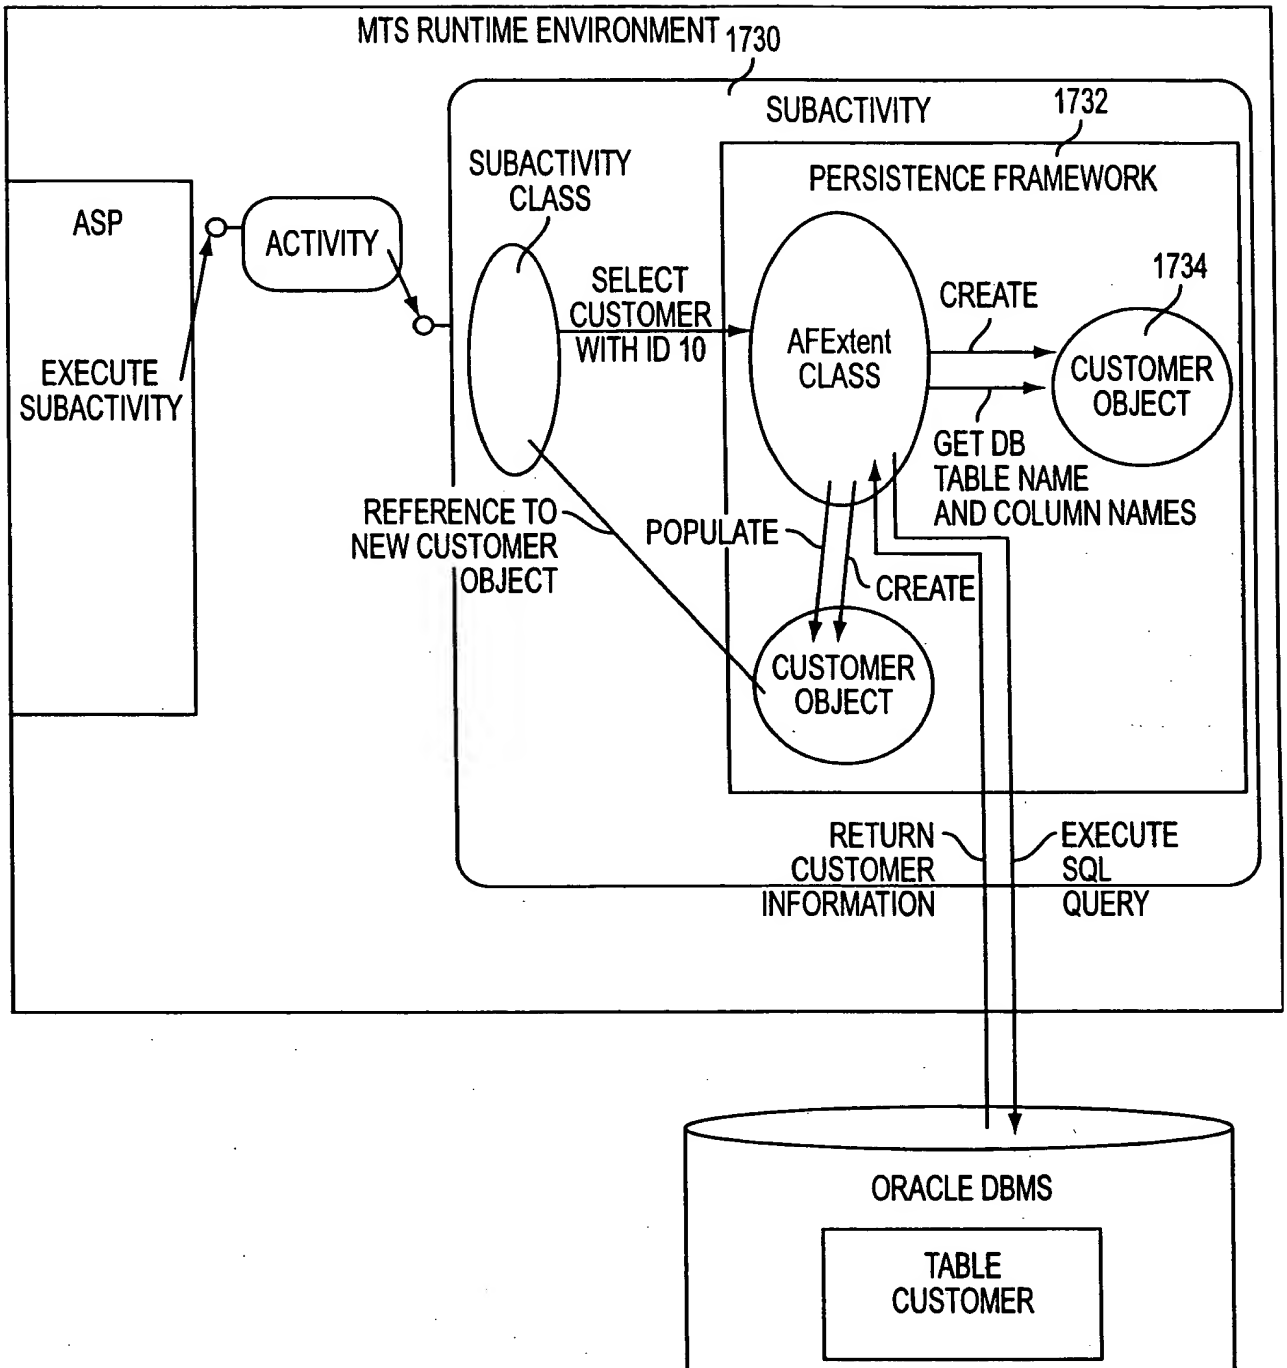 MTS RUNTIME ENVIRONMENT
1730
SUBACTIVITY
1732
PERSISTENCE FRAMEWORK
SUBACTIVITY
CLASS
ASP
ACTIVITY
EXECUTE
SUBACTIVITY
SELECT
CUSTOMER
WITH ID 10
AFExtent
CLASS
CREATE
1734
CUSTOMER
OBJECT
GET DB
TABLE NAME
AND COLUMN NAMES
REFERENCE TO
NEW CUSTOMER
OBJECT
POPULATE
CREATE
CUSTOMER
OBJECT
RETURN
CUSTOMER
INFORMATION
EXECUTE
SQL
QUERY
ORACLE DBMS
TABLE
CUSTOMER